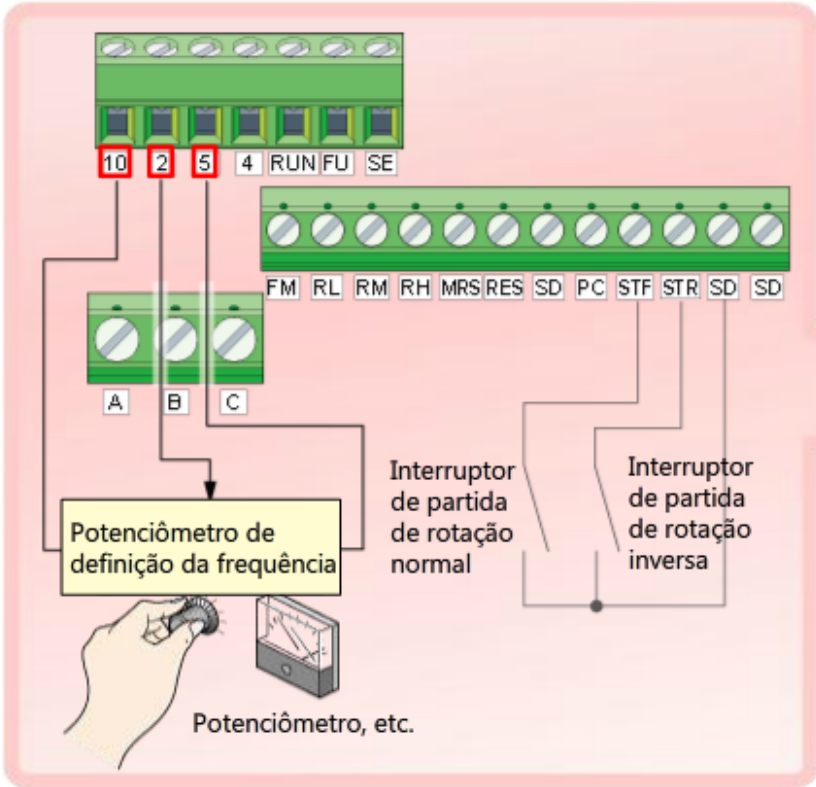 10 2 5 4 RUN FU SE
FM RL RM RH MRS RES SD PC STF STR SD SD
A B C
Interruptor
de partida
de rotação
normal
Interruptor
de partida
de rotação
inversa
Potenciômetro de
definição da frequência
Potenciômetro, etc.